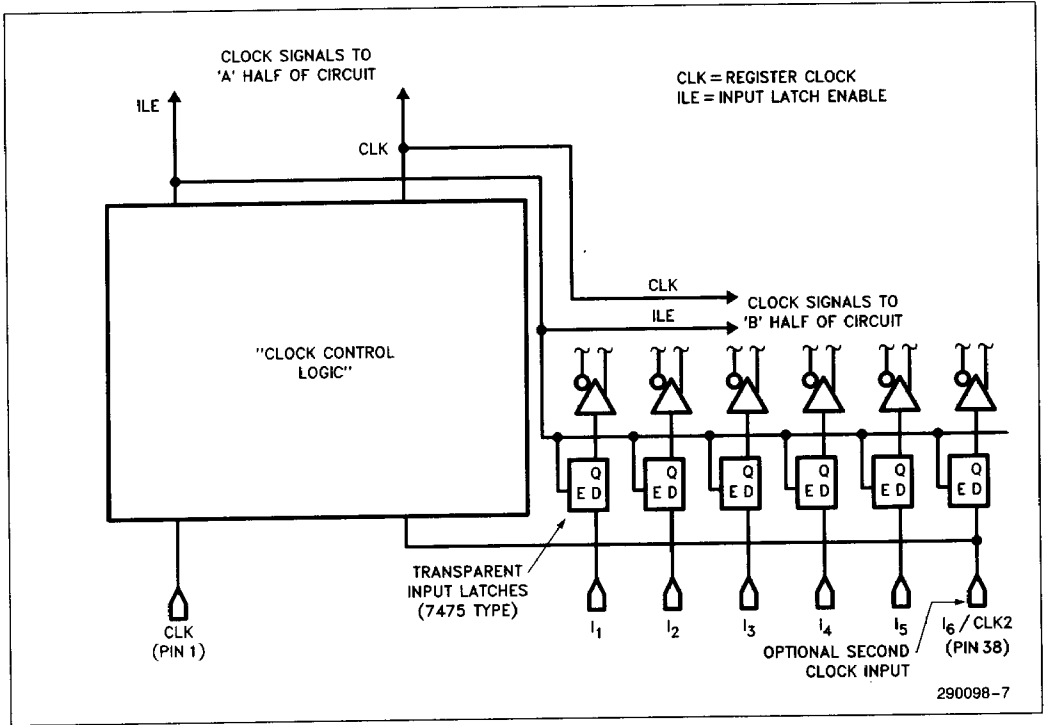 CLOCK SIGNALS TO
'A' HALF OF CIRCUIT
CLK = REGISTER CLOCK
ILE = INPUT LATCH ENABLE
ILE
CLK
CLK
ILE
CLOCK SIGNALS TO
'B' HALF OF CIRCUIT
"CLOCK CONTROL
LOGIC"
Q
E D
Q
E D
Q
E D
Q
E D
Q
E D
Q
E D
TRANSPARENT
INPUT LATCHES
(7475 TYPE)
CLK
(PIN 1)
I1
I2
I3
I4
I5
I6 / CLK2
(PIN 38)
OPTIONAL SECOND
CLOCK INPUT
290098-7